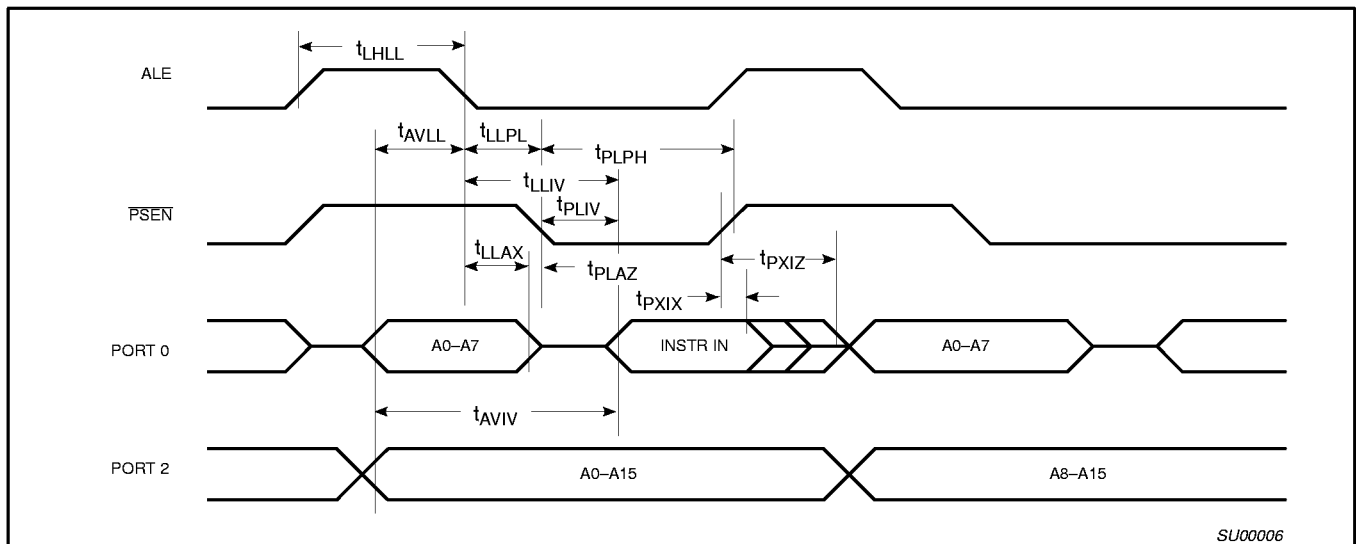 tLHLL
ALE
tAVLL
tLLPL
tPLPH
tLLIV
PSEN
tPLIV
tLLAX
tPLAZ
tPXIZ
tPXIX
PORT 0
A0–A7
INSTR IN
A0–A7
tAVIV
PORT 2
A0–A15
A8–A15
SU00006